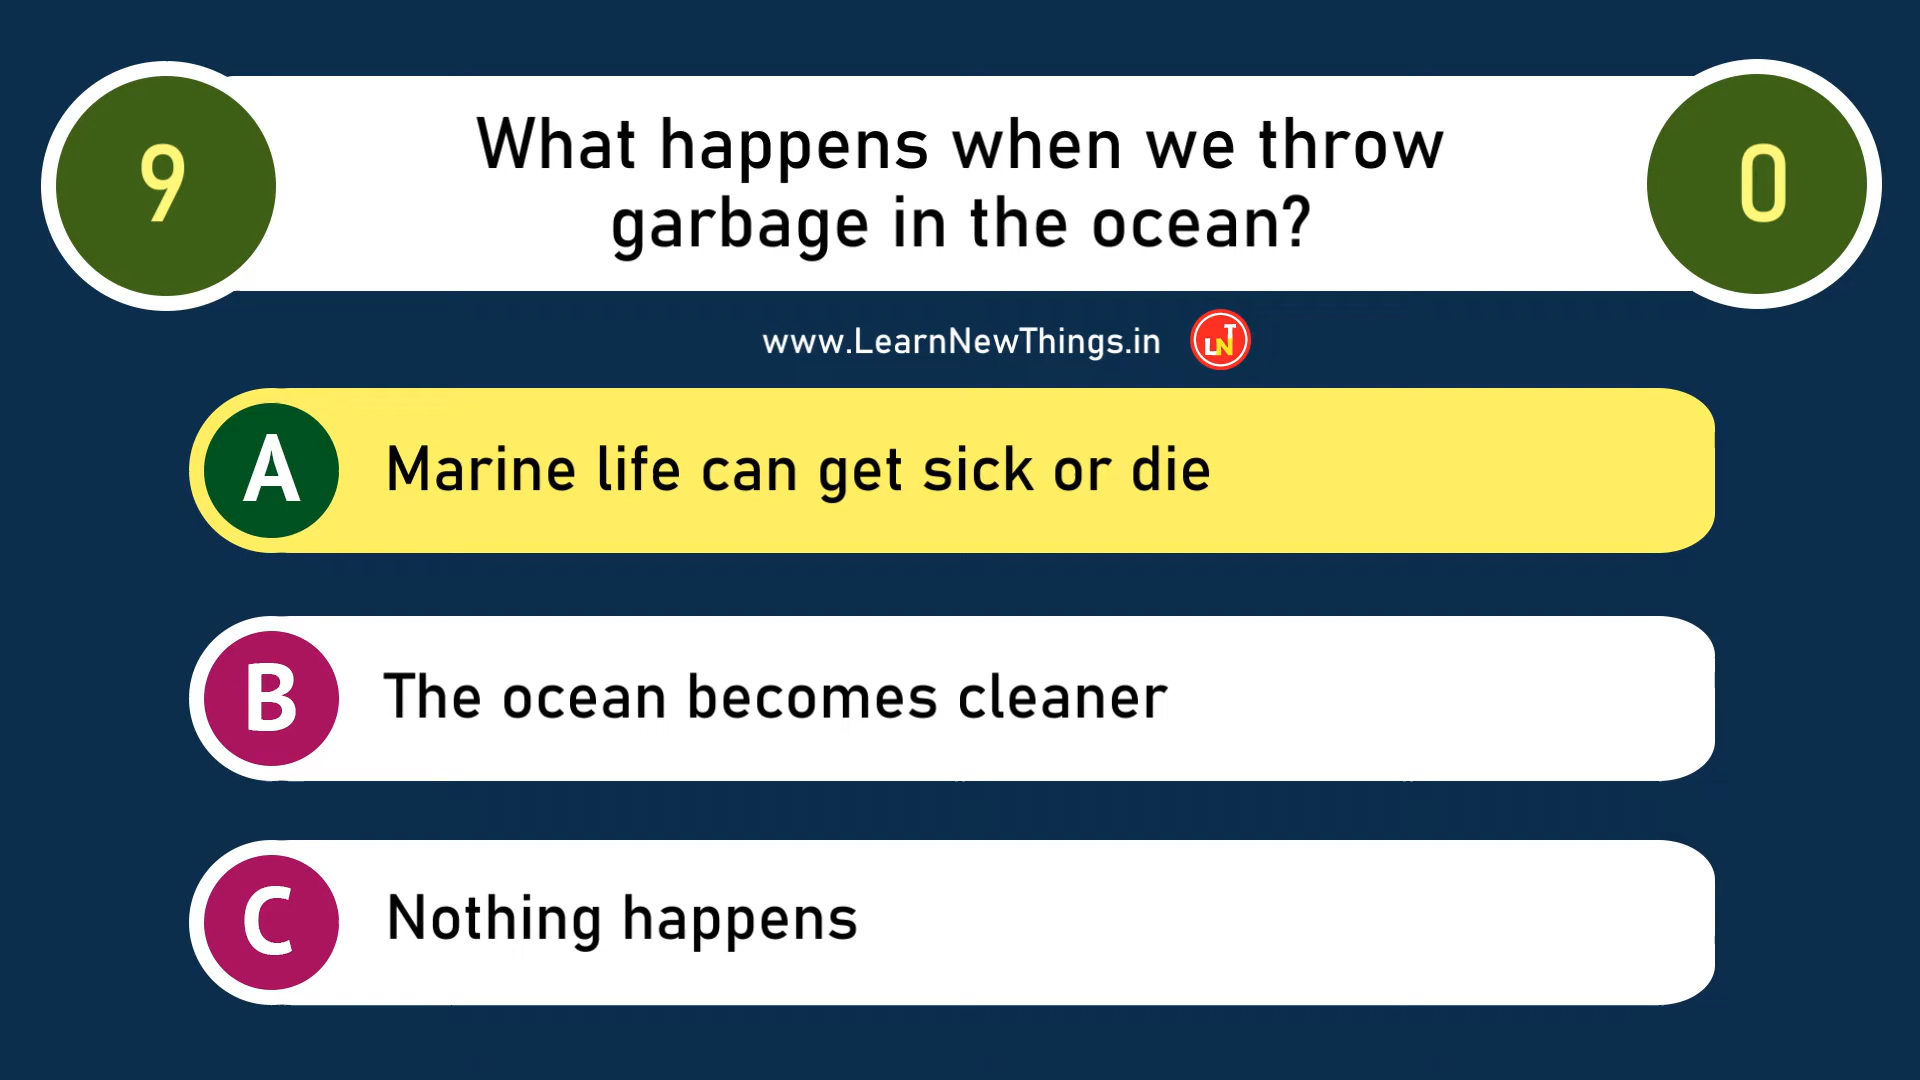 9
What happens when we throw
garbage in the ocean?
0
www.LearnNewThings.in
LNT
A
Marine life can get sick or die
B
The ocean becomes cleaner
C
Nothing happens